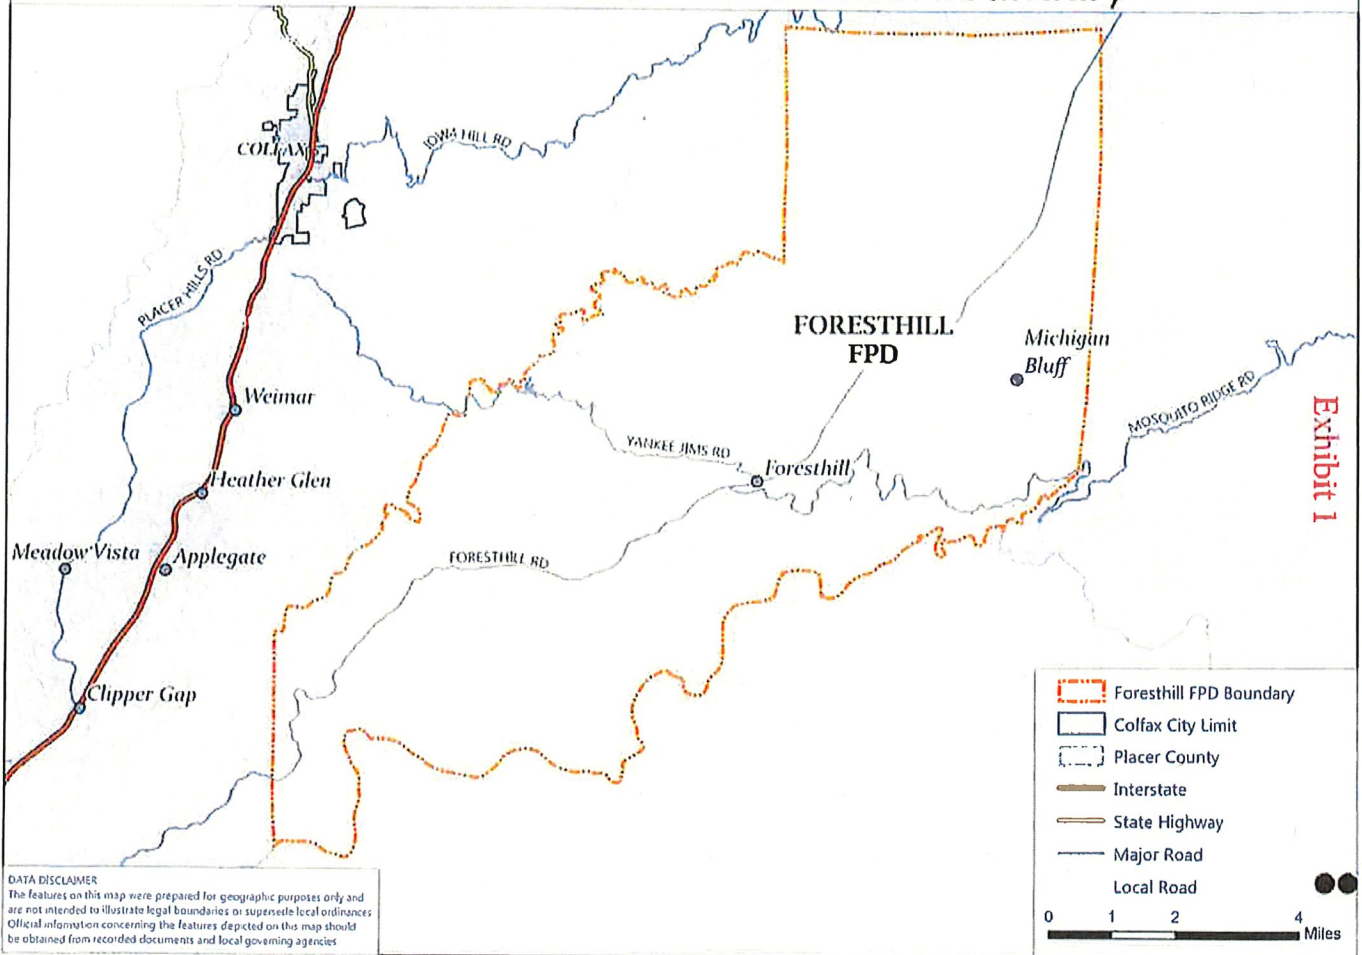 IOWA HILL RD
COLFAX
PLACER HILLS RD
FORESTHILL
FPD
Michigan
Bluff
MOSQUITO RIDGE RD
Exhibit 1
Weimar
YANKEE JIMS RD
Foresthill
Heather Glen
Meadow Vista
Applegate
FORESTHILL RD
Clipper Gap
Foresthill FPD Boundary
Colfax City Limit
Placer County
Interstate
State Highway
Major Road
Local Road
0 1 2 4
Miles
DATA DISCLAIMER
The features on this map were prepared for geographic purposes only and
are not intended to illustrate legal boundaries or supersede local ordinances
Official information concerning the features depicted on this map should
be obtained from recorded documents and local governing agencies